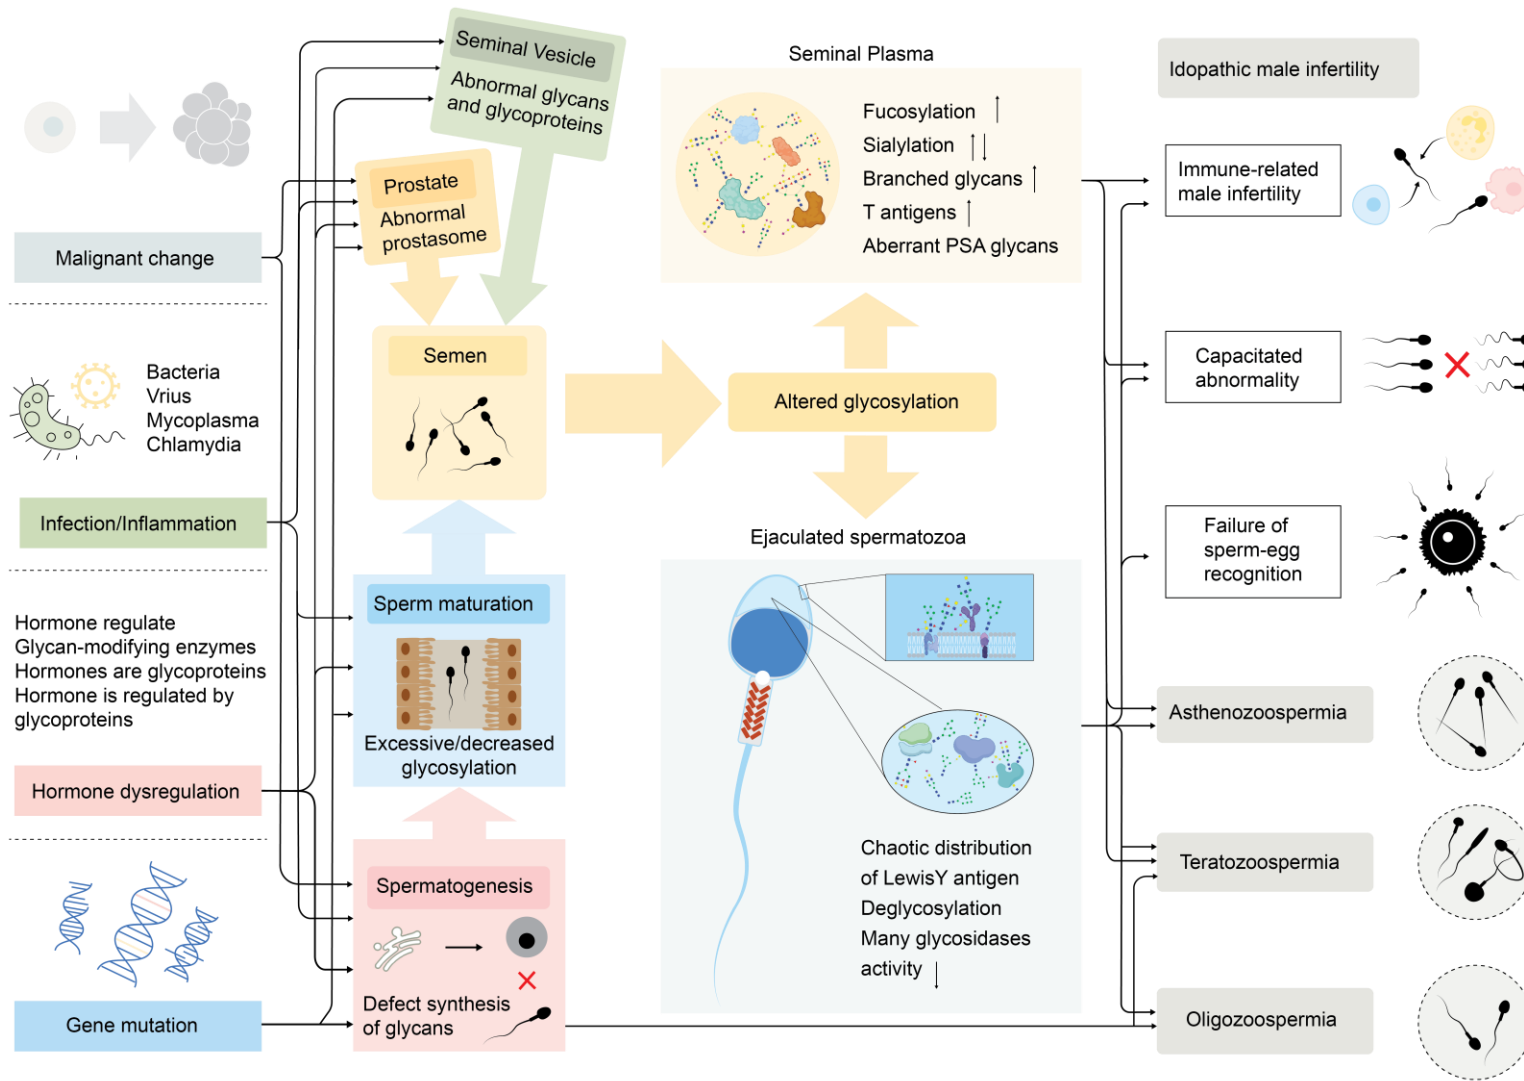 Seminal Vesicle
Abnormal glycans
and glycoproteins
Prostate
Abnormal
prostasome
Malignant change
Bacteria
Vrius
Mycoplasma
Chlamydia
Infection/Inflammation
Hormone regulate
Glycan-modifying enzymes
Hormones are glycoproteins
Hormone is regulated by
glycoproteins
Hormone dysregulation
Gene mutation
Semen
Sperm maturation
Excessive/decreased
glycosylation
Spermatogenesis
Defect synthesis
of glycans
Seminal Plasma
Fucosylation ↑
Sialylation ↑↓
Branched glycans ↑
T antigens ↑
Aberrant PSA glycans
Altered glycosylation
Ejaculated spermatozoa
Chaotic distribution
of LewisY antigen
Deglycosylation
Many glycosidases
activity ↓
Idopathic male infertility
Immune-related
male infertility
Capacitated
abnormality
Failure of
sperm-egg
recognition
Asthenozoospermia
Teratozoospermia
Oligozoospermia